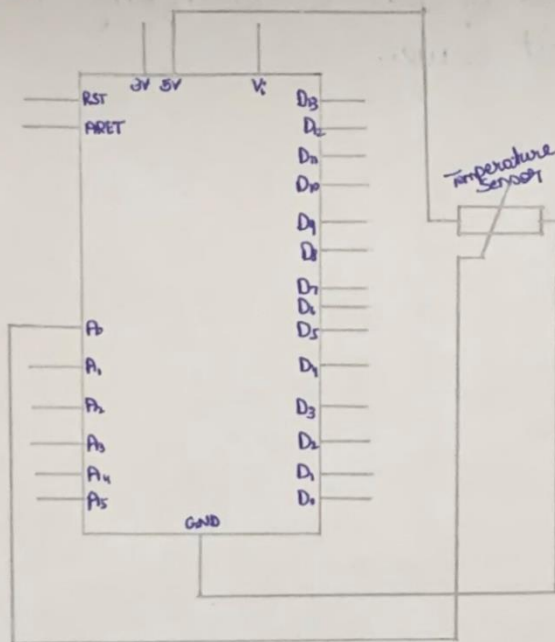 3V 5V Vi
RST
ARET
A0
A1
A2
A3
A4
A5
D13
D12
D11
D10
D9
D8
D7
D6
D5
D4
D3
D2
D1
D0
GND
Temperature
Sensor